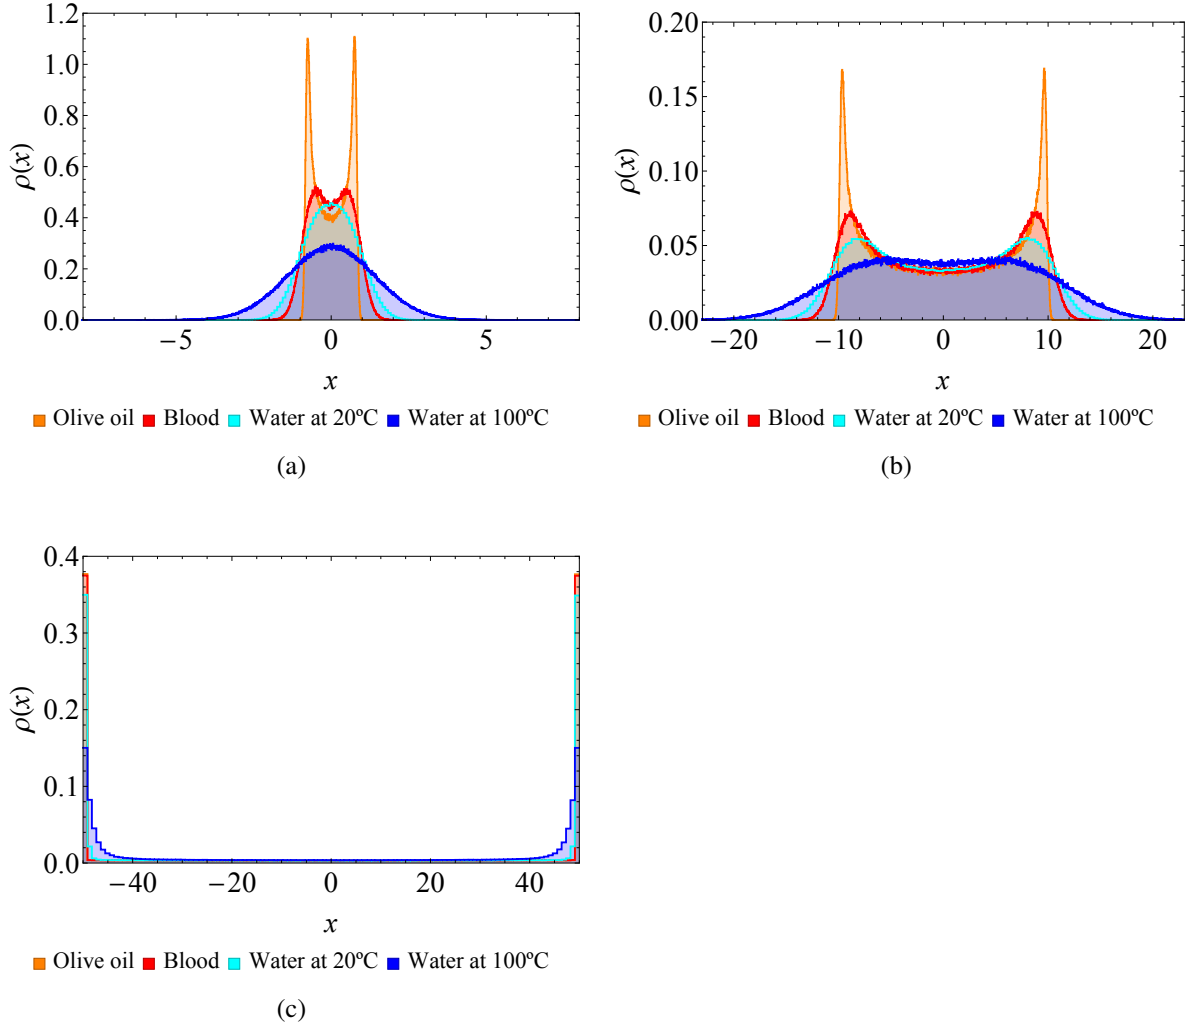 1.2
1.0
0.8
0.6
0.4
0.2
0.0
ρ(x)
−5 0 5
x
Olive oil Blood Water at 20ºC Water at 100ºC
(a)
0.20
0.15
0.10
0.05
0.00
ρ(x)
−20 −10 0 10 20
x
Olive oil Blood Water at 20ºC Water at 100ºC
(b)
0.4
0.3
0.2
0.1
0.0
ρ(x)
−40 −20 0 20 40
x
Olive oil Blood Water at 20ºC Water at 100ºC
(c)